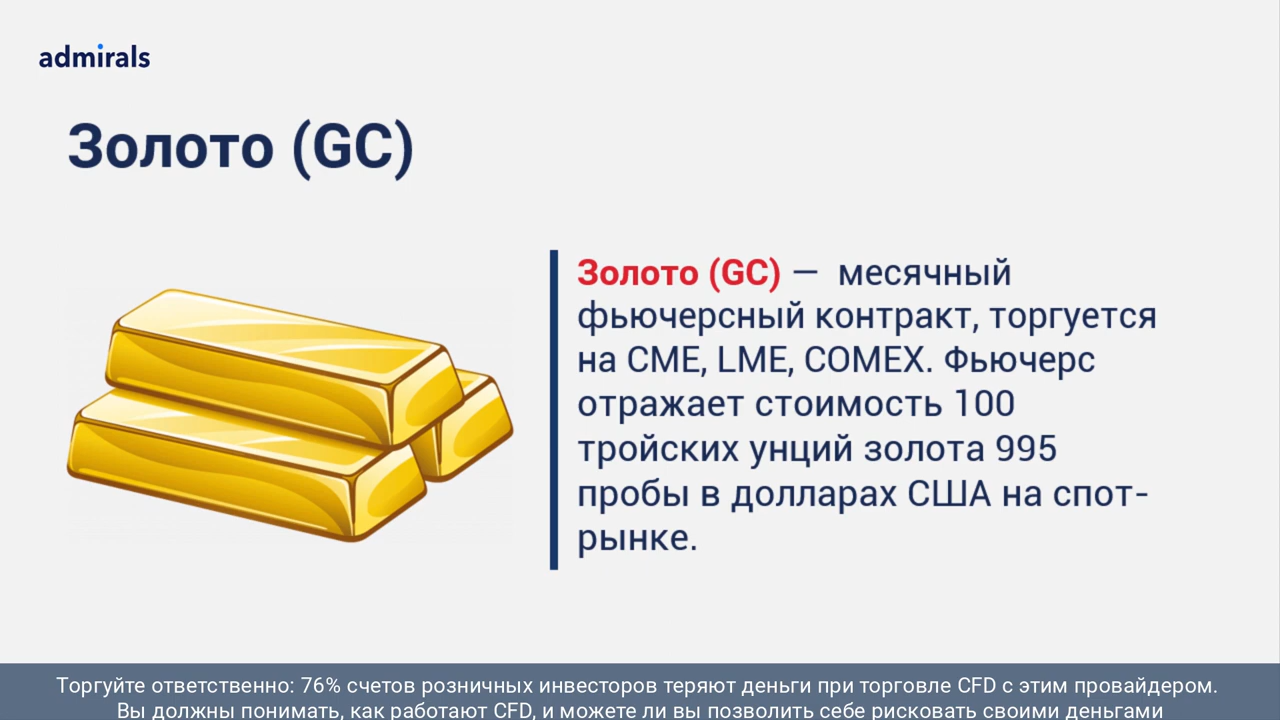 admirals
Золото (GC)
Золото (GC) — месячный
фьючерсный контракт, торгуется
на CME, LME, COMEX. Фьючерс
отражает стоимость 100
тройских унций золота 995
пробы в долларах США на спот-
рынке.
Торгуйте ответственно: 76% счетов розничных инвесторов теряют деньги при торговле CFD с этим провайдером.
Вы должны понимать, как работают CFD, и можете ли вы позволить себе рисковать своими деньгами